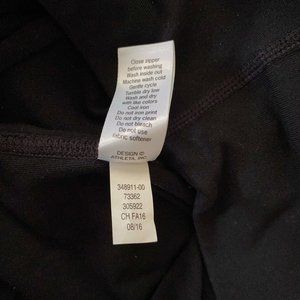 Close zipper
before washing
Wash inside out
Machine wash cold
Gentle cycle
Tumble dry low
Wash and dry
with like colors
Cool iron
Do not iron print
Do not dry clean
Do not bleach
Do not use
fabric softener
DESIGN ©
ATHLETA, INC.
348911-00
73362
305922
CH FA16
08/16